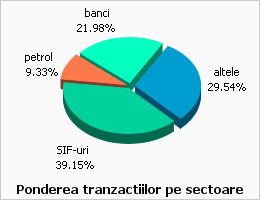 banci
21.98%
petrol
9.33%
altele
29.54%
SIF-uri
39.15%
Ponderea tranzactiilor pe sectoare